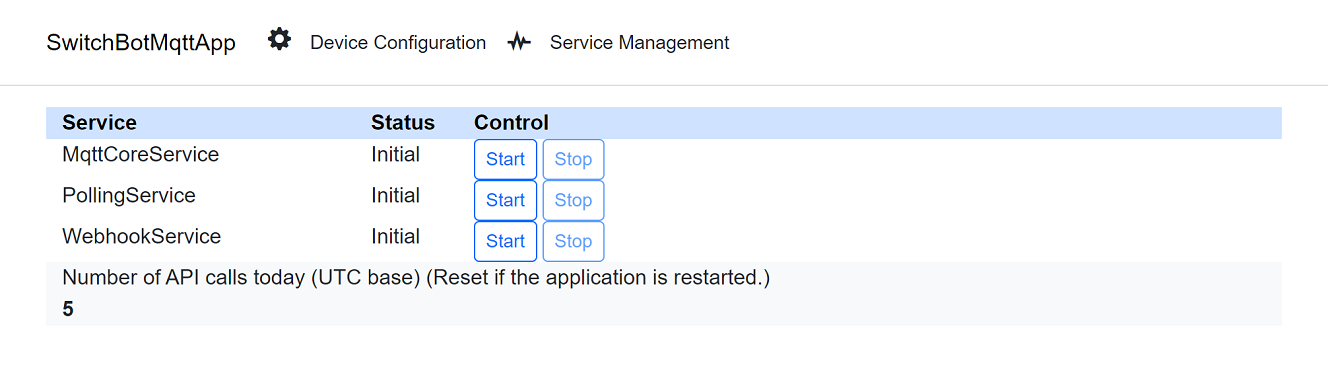 SwitchBotMqttApp Device Configuration Service Management
Service Status Control
MqttCoreService Initial Start Stop
PollingService Initial Start Stop
WebhookService Initial Start Stop
Number of API calls today (UTC base) (Reset if the application is restarted.)
5